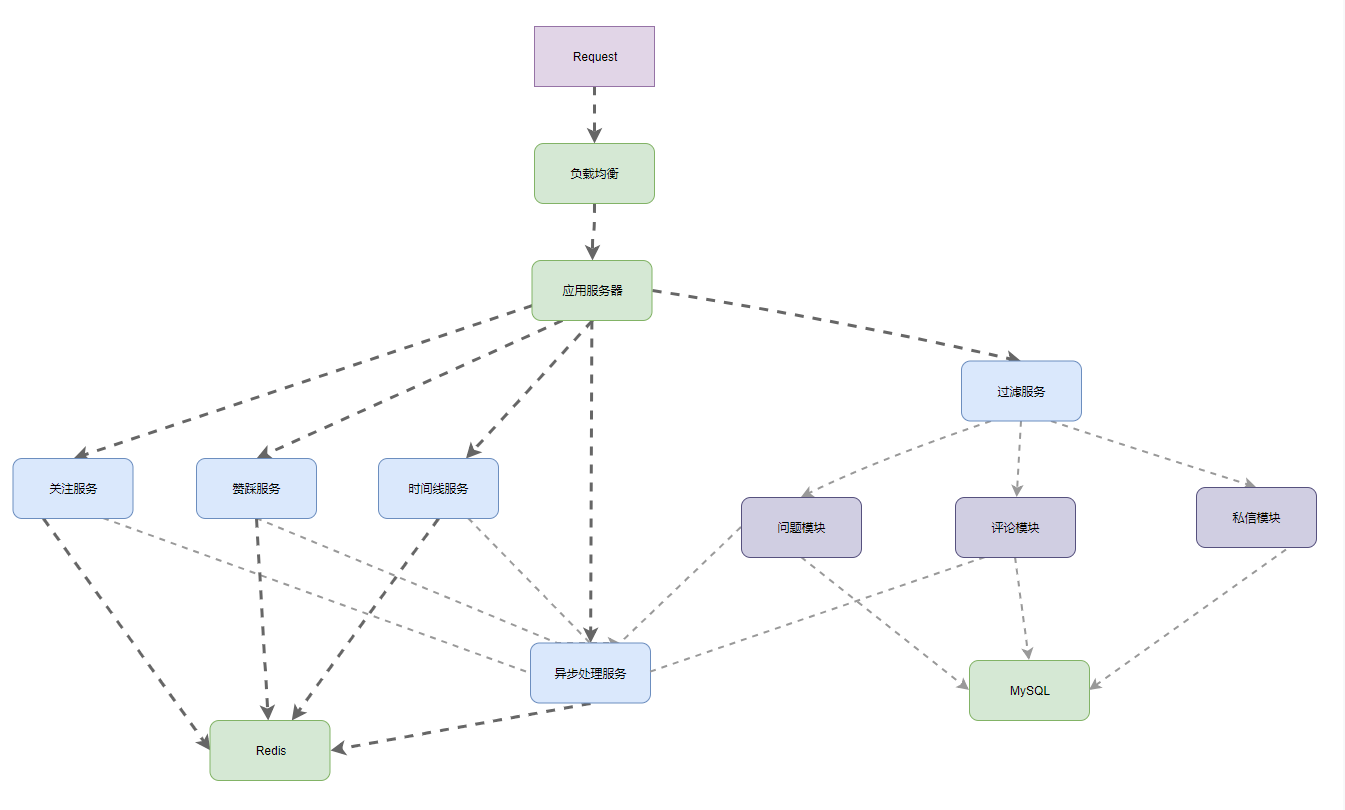 Request
负载均衡
应用服务器
过滤服务
关注服务
赞踩服务
时间线服务
问题模块
评论模块
私信模块
异步处理服务
MySQL
Redis